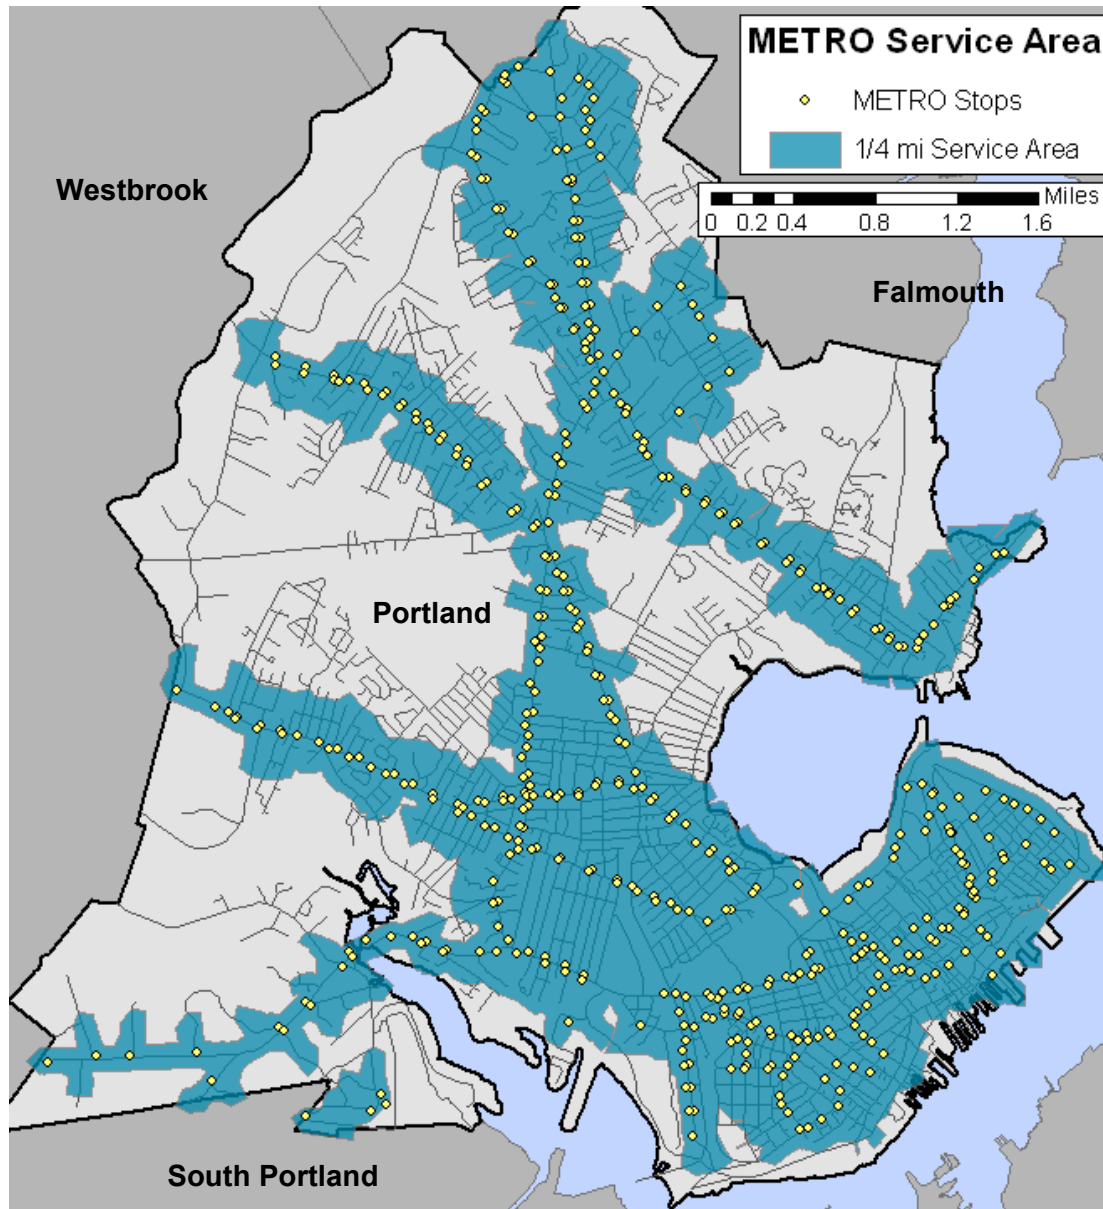 METRO Service Area
METRO Stops
1/4 mi Service Area
Westbrook
Miles
0 0.2 0.4 0.8 1.2 1.6
Falmouth
Portland
South Portland